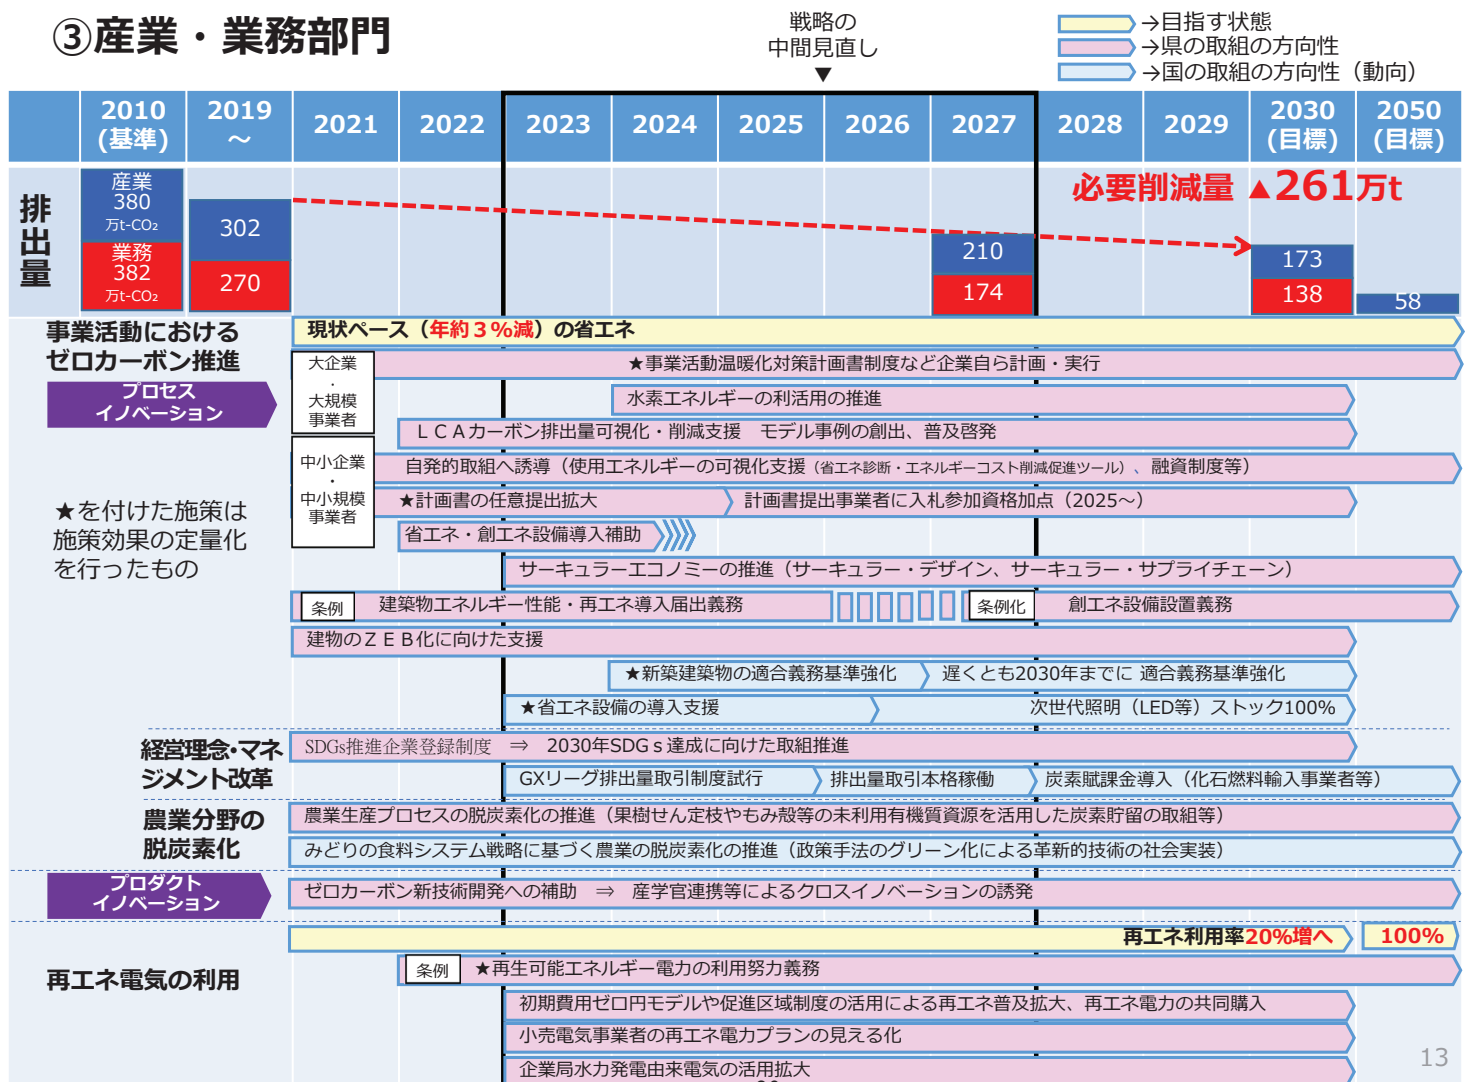 ③産業・業務部門
戦略の
中間見直し
▼
→目指す状態
→県の取組の方向性
→国の取組の方向性（動向）
2010
(基準)
2019
～
2021
2022
2023
2024
2025
2026
2027
2028
2029
2030
(目標)
2050
(目標)
排出量
産業
380
万t-CO₂
業務
382
万t-CO₂
302
270
必要削減量 ▲261万t
210
174
173
138
58
事業活動における
ゼロカーボン推進
プロセス
イノベーション
現状ペース（年約３%減）の省エネ
大企業
・
大規模
事業者
★事業活動温暖化対策計画書制度など企業自ら計画・実行
水素エネルギーの利活用の推進
ＬＣＡカーボン排出量可視化・削減支援　モデル事例の創出、普及啓発
中小企業
・
中小規模
事業者
自発的取組へ誘導（使用エネルギーの可視化支援（省エネ診断・エネルギーコスト削減促進ツール）、融資制度等）
★計画書の任意提出拡大
計画書提出事業者に入札参加資格加点（2025～）
★を付けた施策は
施策効果の定量化
を行ったもの
省エネ・創エネ設備導入補助
サーキュラーエコノミーの推進（サーキュラー・デザイン、サーキュラー・サプライチェーン）
条例
建築物エネルギー性能・再エネ導入届出義務
条例化
創エネ設備設置義務
建物のＺＥＢ化に向けた支援
★新築建築物の適合義務基準強化
遅くとも2030年までに 適合義務基準強化
★省エネ設備の導入支援
次世代照明（LED等）ストック100%
経営理念・マネ
ジメント改革
SDGs推進企業登録制度　⇒　2030年SDGｓ達成に向けた取組推進
GXリーグ排出量取引制度試行
排出量取引本格稼働
炭素賦課金導入（化石燃料輸入事業者等）
農業分野の
脱炭素化
農業生産プロセスの脱炭素化の推進（果樹せん定枝やもみ殻等の未利用有機質資源を活用した炭素貯留の取組等）
みどりの食料システム戦略に基づく農業の脱炭素化の推進（政策手法のグリーン化による革新的技術の社会実装）
プロダクト
イノベーション
ゼロカーボン新技術開発への補助　⇒　産学官連携等によるクロスイノベーションの誘発
再エネ電気の利用
再エネ利用率20%増へ
100%
条例
★再生可能エネルギー電力の利用努力義務
初期費用ゼロ円モデルや促進区域制度の活用による再エネ普及拡大、再エネ電力の共同購入
小売電気事業者の再エネ電力プランの見える化
企業局水力発電由来電気の活用拡大
13